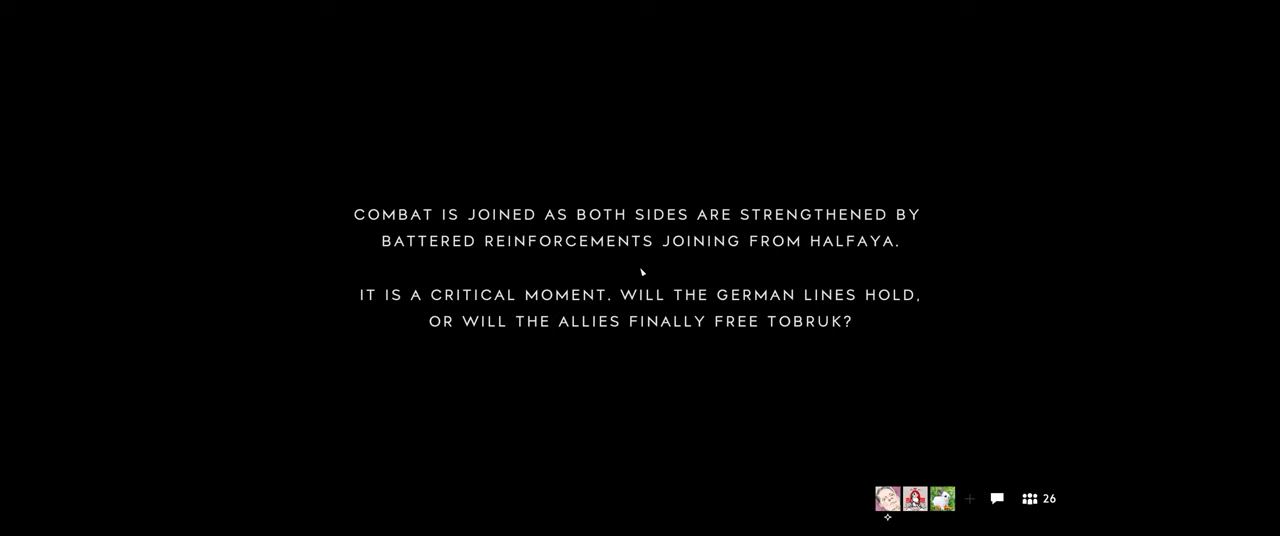 COMBAT IS JOINED AS BOTH SIDES ARE STRENGTHENED BY
BATTERED REINFORCEMENTS JOINING FROM HALFAYA.
IT IS A CRITICAL MOMENT. WILL THE GERMAN LINES HOLD,
OR WILL THE ALLIES FINALLY FREE TOBRUK?
26